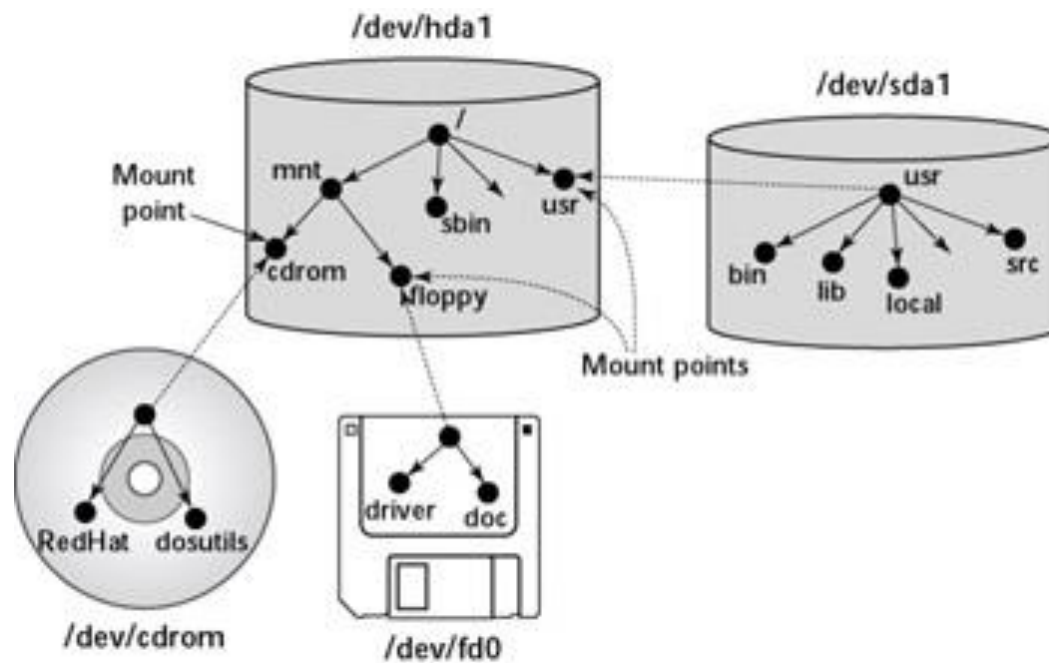 /dev/hda1
/dev/sda1
/
mnt
usr
sbin
Mount
point
cdrom
floppy
usr
bin
lib
local
src
Mount points
RedHat
dosutils
driver
doc
/dev/cdrom
/dev/fd0